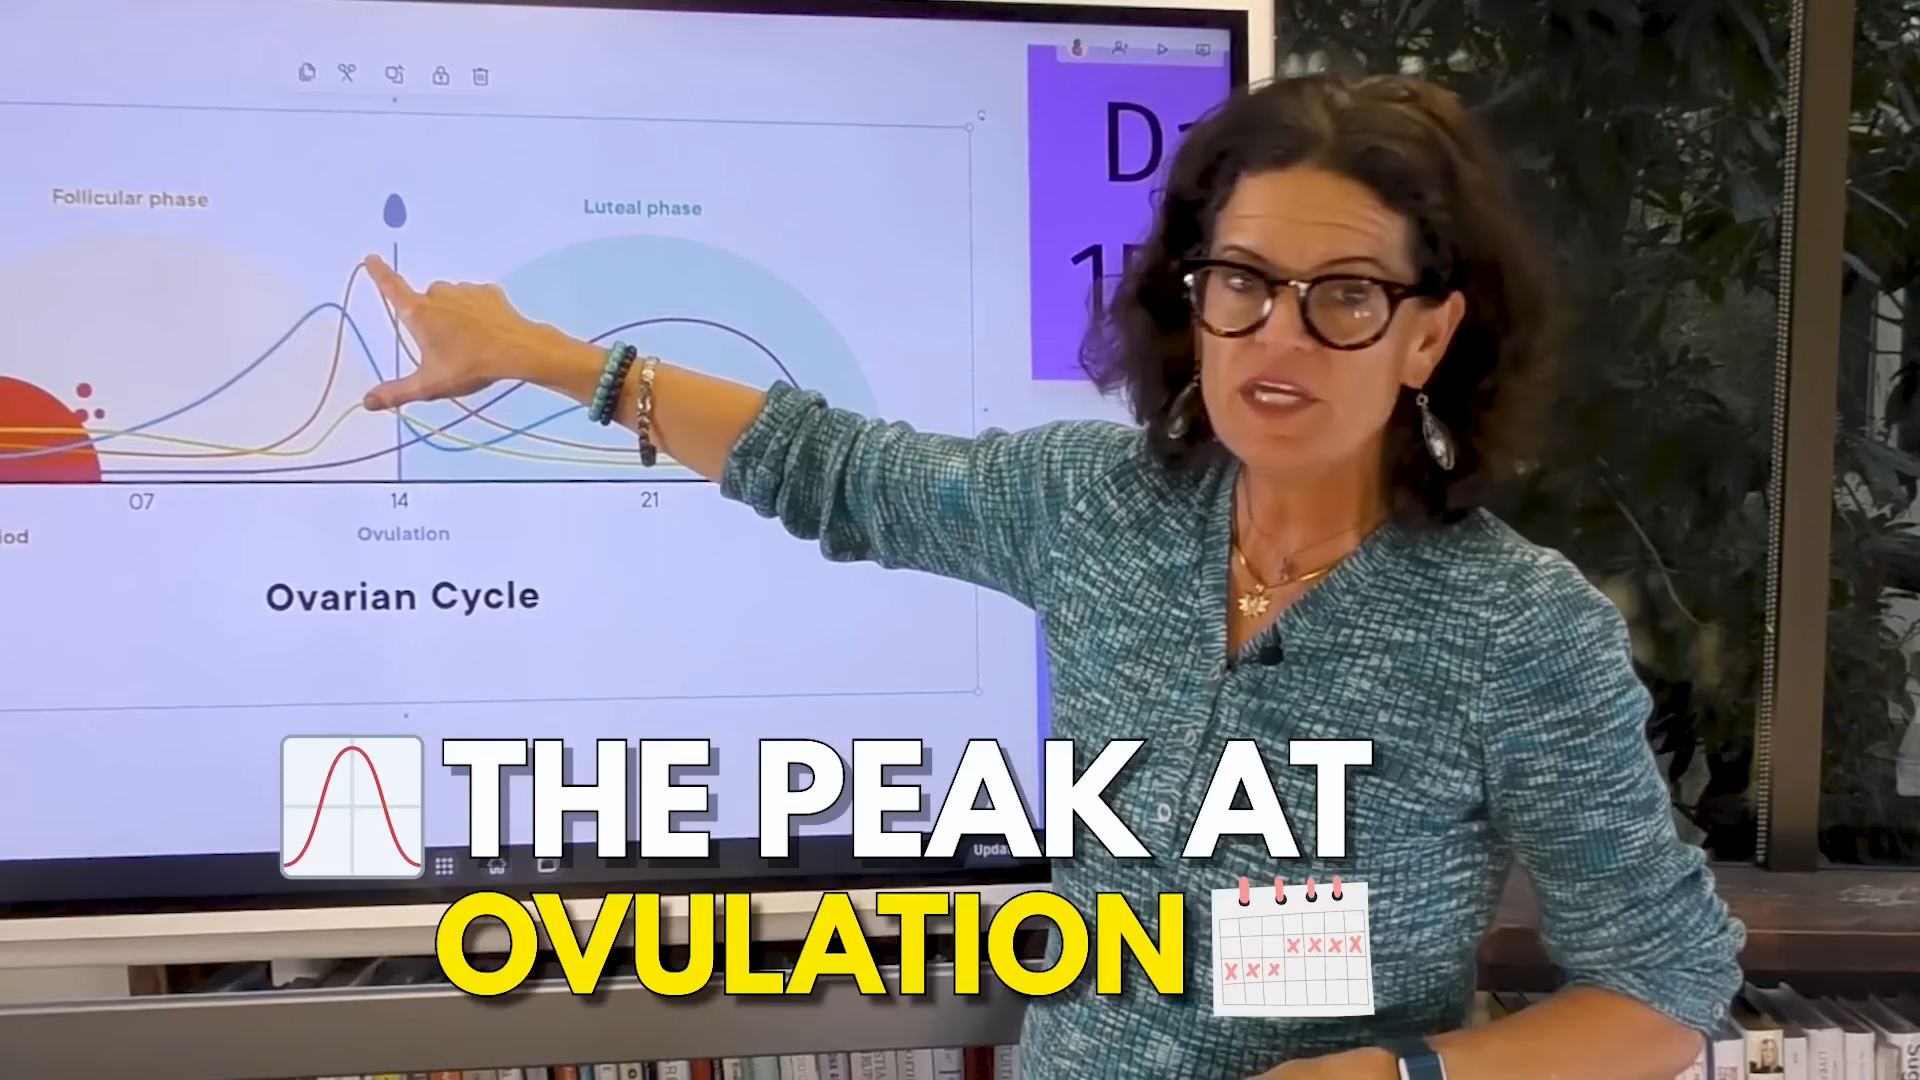 Follicular phase
Luteal phase
07
14
21
Ovulation
Ovarian Cycle
THE PEAK AT
OVULATION